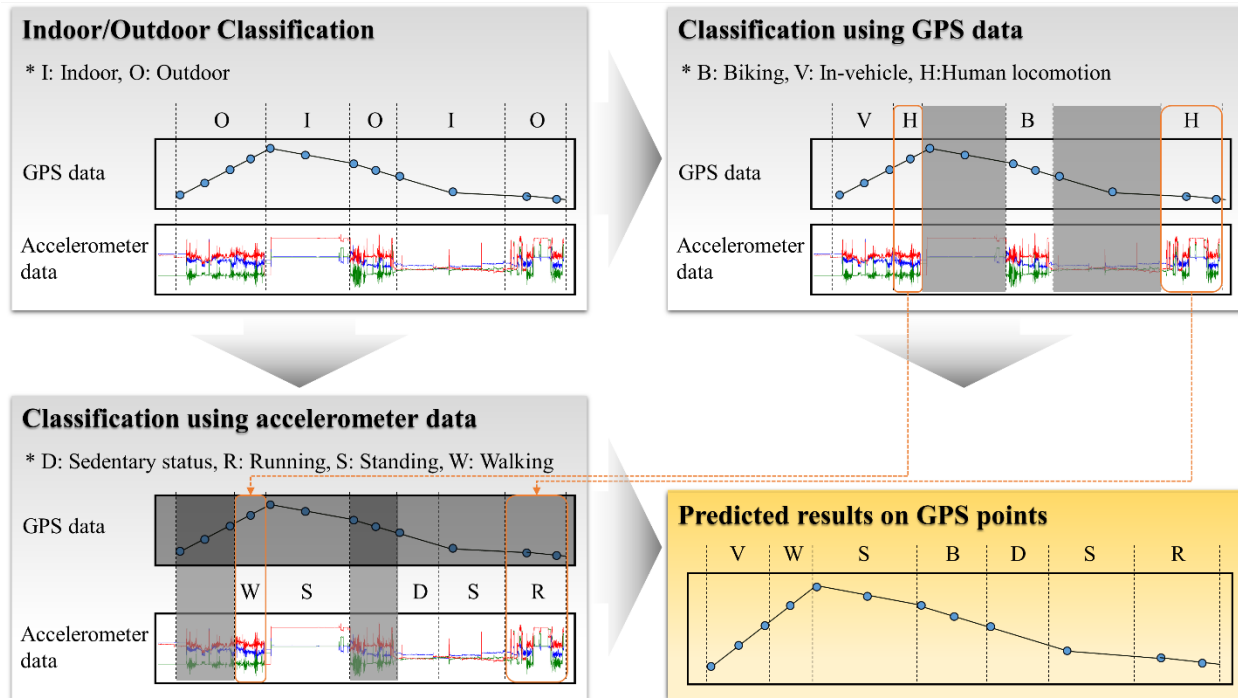 Indoor/Outdoor Classification
* I: Indoor, O: Outdoor
O I O I O
GPS data
Accelerometer
data
Classification using GPS data
* B: Biking, V: In-vehicle, H:Human locomotion
V H B H
GPS data
Accelerometer
data
Classification using accelerometer data
* D: Sedentary status, R: Running, S: Standing, W: Walking
GPS data
W S D S R
Accelerometer
data
Predicted results on GPS points
V W S B D S R